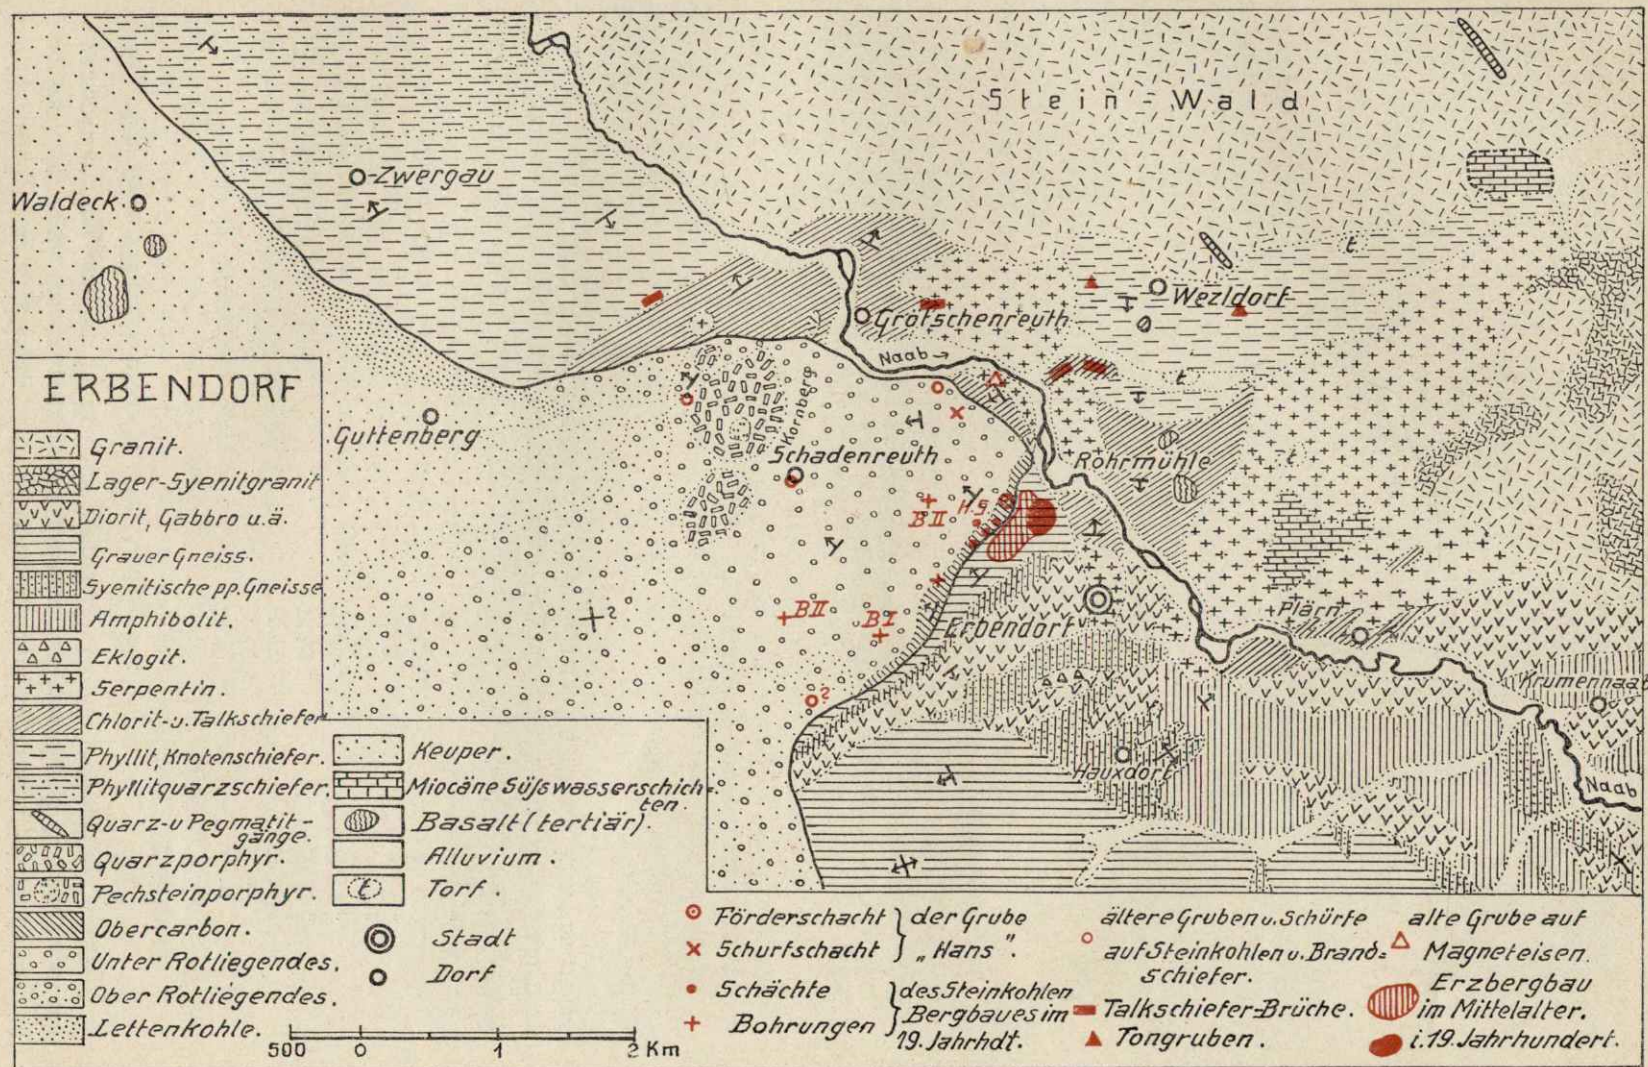 Stein-Wald
Zwergau
Waldeck
Wezldorf
Grötschenreuth
Naab
t
t
t
ERBENDORF
Guttenberg
Kornberg
Schadenreuth
Rohrmühle
H.S
B II
B II
B I
?
?
Erbendorf
Plärn
Krumennaab
Hauxdorf
Naab
Granit.
Lager-Syenitgranit
Diorit, Gabbro u.ä.
Grauer Gneiss.
Syenitische pp. Gneisse
Amphibolit.
Eklogit.
Serpentin.
Chlorit-u. Talkschiefer
Phyllit, Knotenschiefer.
Phyllitquarzschiefer.
Quarz-u Pegmatit-
gänge.
Quarzporphyr.
Pechsteinporphyr.
Obercarbon.
Unter Rotliegendes.
Ober Rotliegendes.
Lettenkohle.
Keuper.
Miocäne Süßwasserschich-
ten.
Basalt (tertiär).
Alluvium.
t Torf.
Stadt
Dorf
500 0 1 2 Km
Förderschacht } der Grube
Schurfschacht } „Hans".
Schächte } des Steinkohlen
Bohrungen } Bergbaues im
19. Jahrhdt.
ältere Gruben u. Schürfe
auf Steinkohlen u. Brand-
schiefer.
Talkschiefer-Brüche.
Tongruben.
alte Grube auf
Magneteisen.
Erzbergbau
im Mittelalter.
i. 19. Jahrhundert.